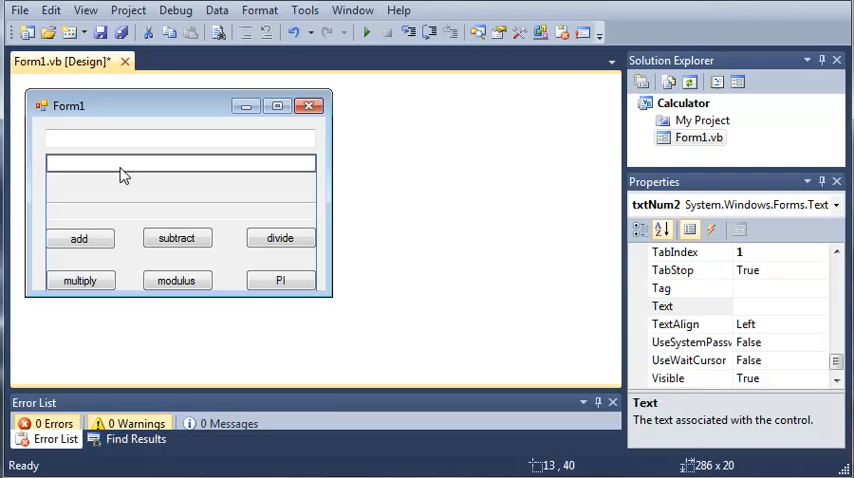 File Edit View Project Debug Data Format Tools Window Help
Form1.vb [Design]*
Form1
add subtract divide
multiply modulus PI
Solution Explorer
Calculator
My Project
Form1.vb
Properties
txtNum2 System.Windows.Forms.Text
TabIndex 1
TabStop True
Tag
Text
TextAlign Left
UseSystemPassv False
UseWaitCursor False
Visible True
Text
The text associated with the control.
Error List
0 Errors 0 Warnings 0 Messages
Error List Find Results
Ready 13 , 40 286 x 20